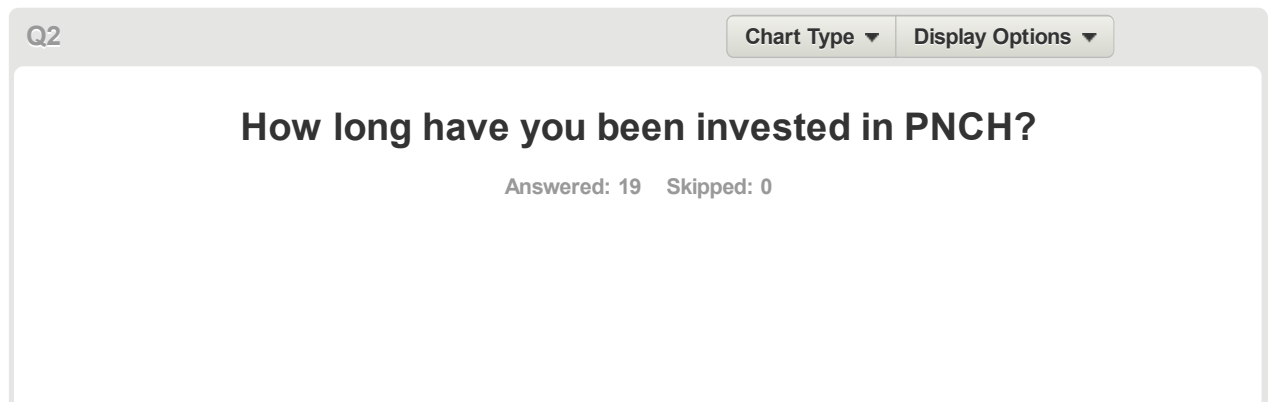 Q2
Chart Type Display Options
How long have you been invested in PNCH?
Answered: 19 Skipped: 0